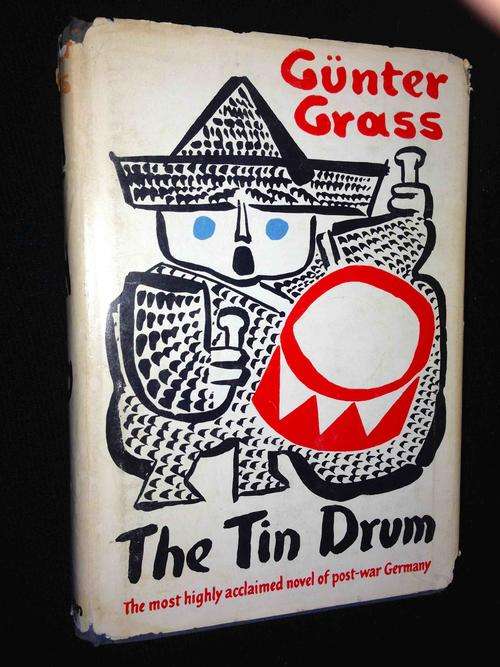 Günter
Grass
The Tin Drum
The most highly acclaimed novel of post-war Germany